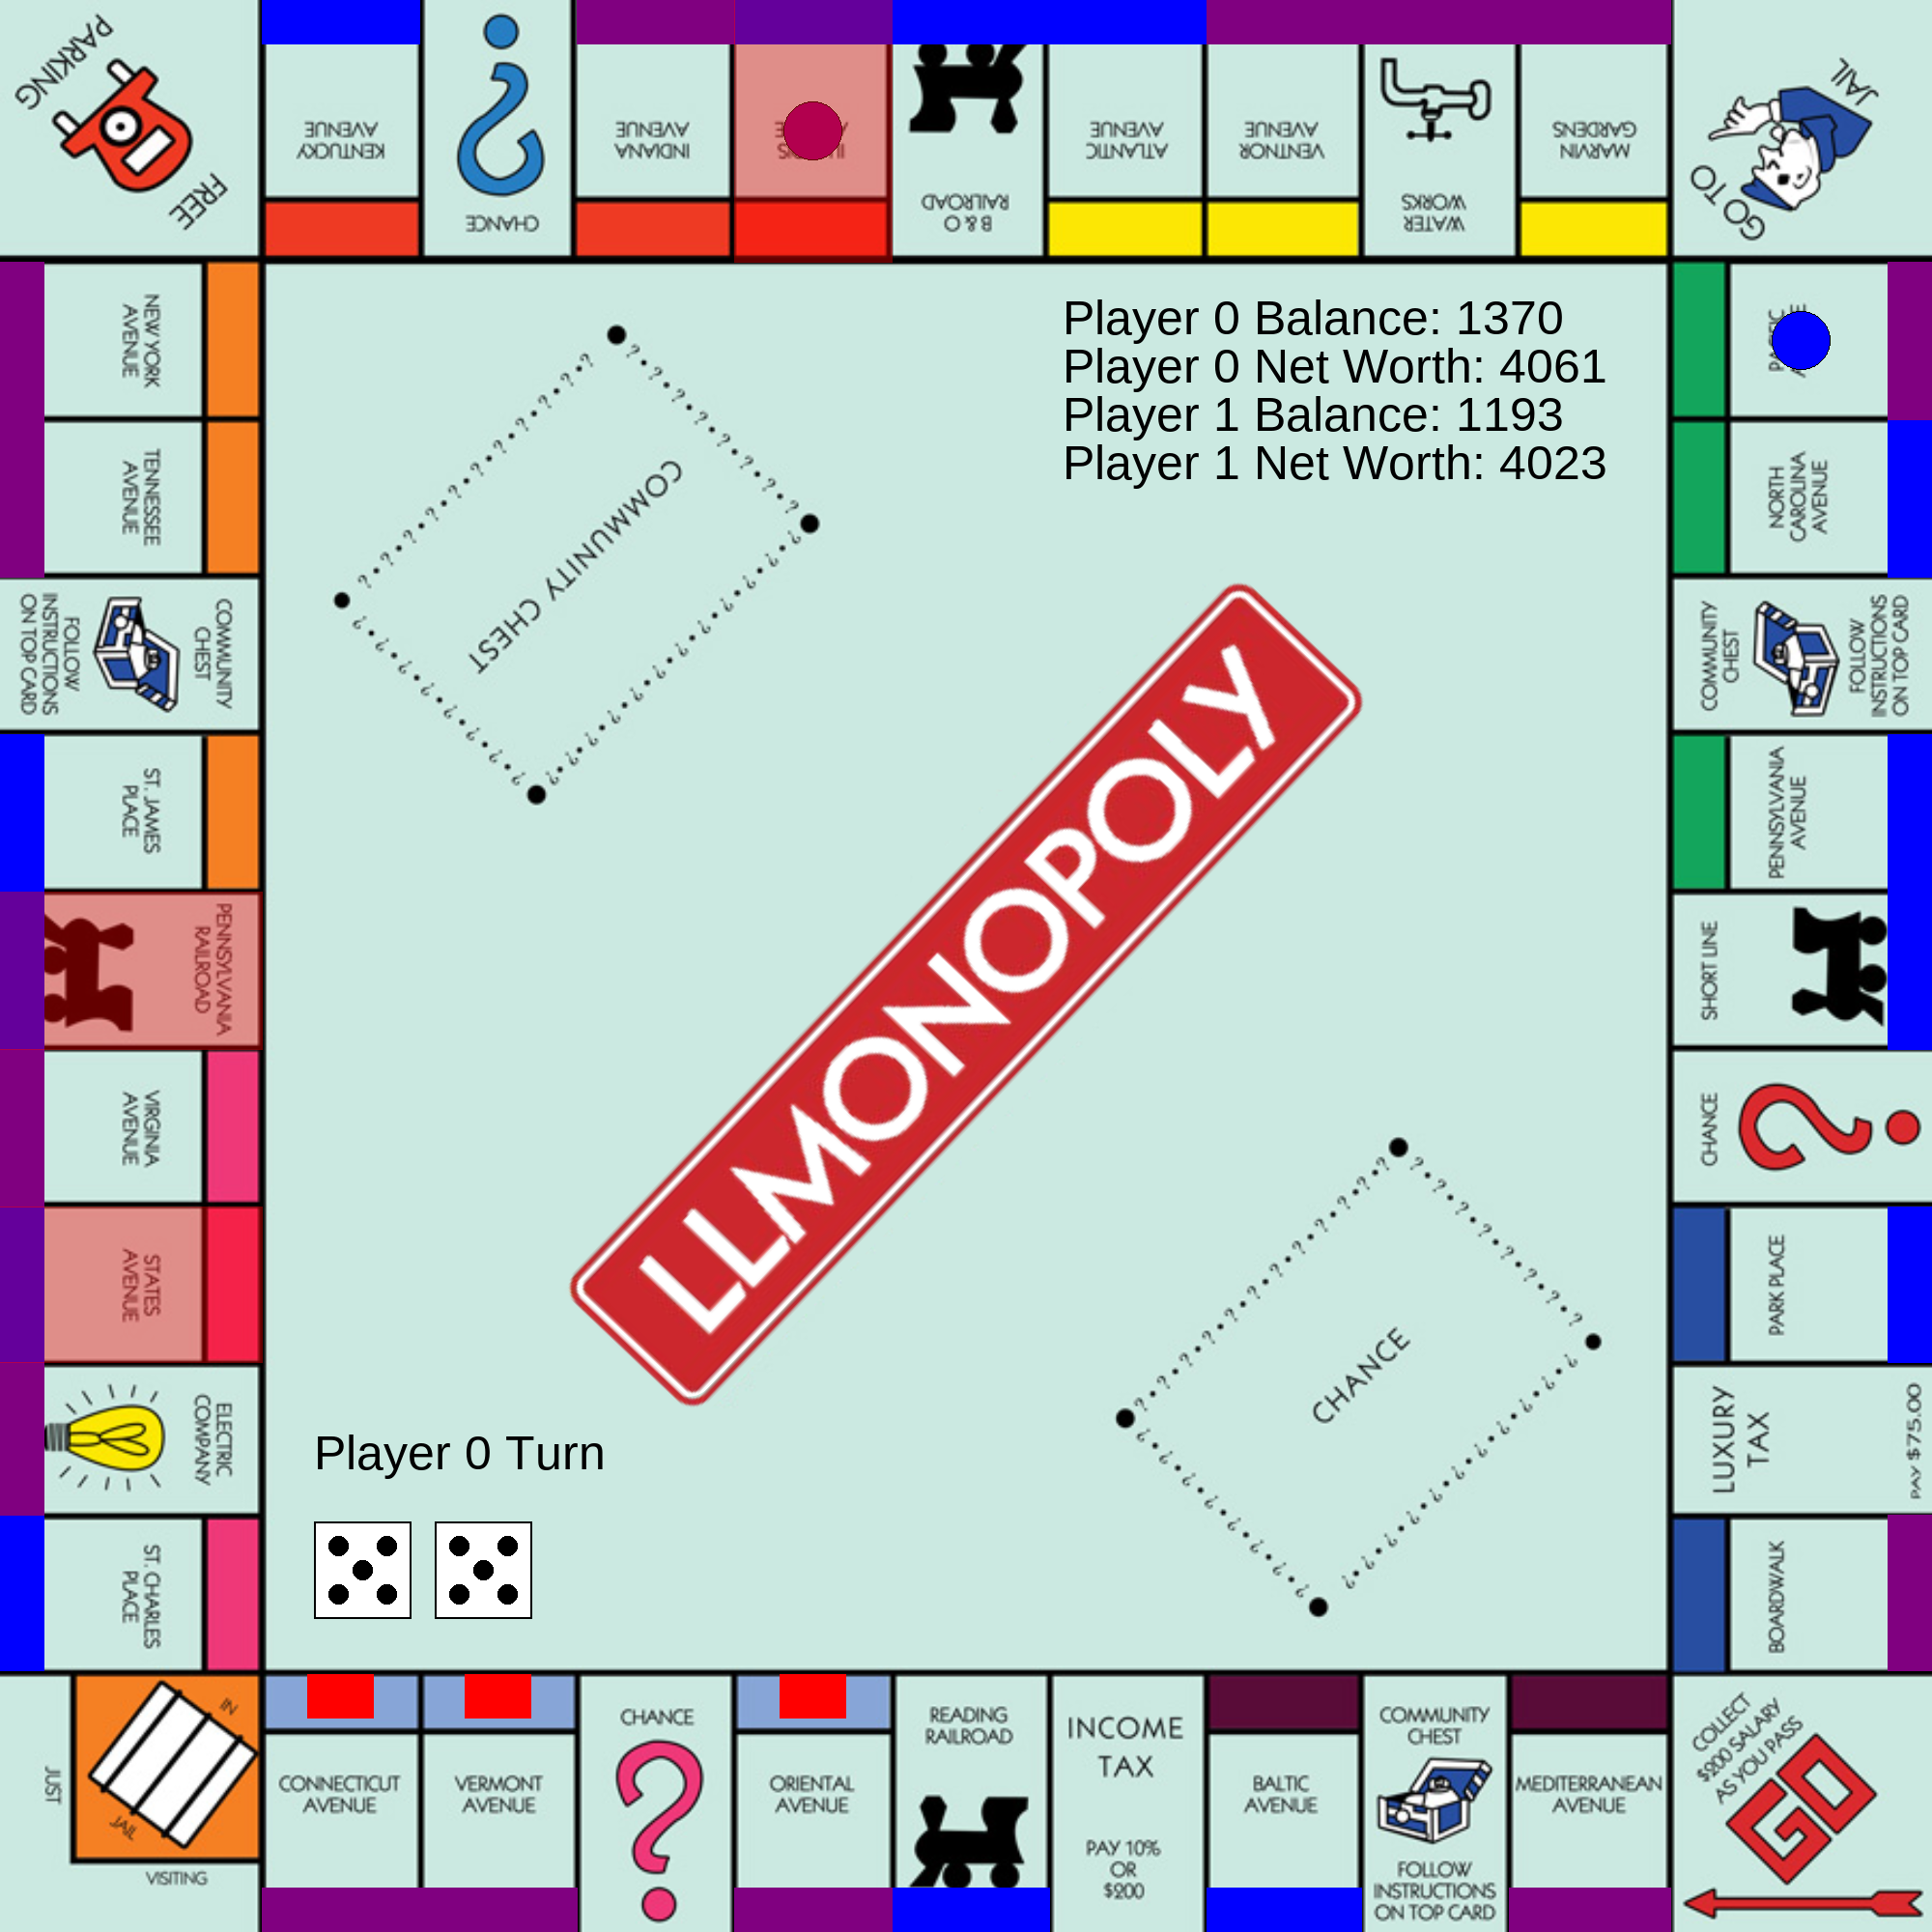 PARKING
FREE
KENTUCKY
AVENUE
CHANCE
INDIANA
AVENUE
B & O
RAILROAD
ATLANTIC
AVENUE
VENTNOR
AVENUE
WATER
WORKS
MARVIN
GARDENS
GO TO
JAIL
NEW YORK
AVENUE
TENNESSEE
AVENUE
COMMUNITY
CHEST
FOLLOW
INSTRUCTIONS
ON TOP CARD
ST. JAMES
PLACE
PENNSYLVANIA
RAILROAD
VIRGINIA
AVENUE
STATES
AVENUE
ELECTRIC
COMPANY
ST. CHARLES
PLACE
Player 0 Balance: 1370
Player 0 Net Worth: 4061
Player 1 Balance: 1193
Player 1 Net Worth: 4023
COMMUNITY CHEST
LLMONOPOLY
CHANCE
Player 0 Turn
NORTH
CAROLINA
AVENUE
COMMUNITY
CHEST
FOLLOW
INSTRUCTIONS
ON TOP CARD
PENNSYLVANIA
AVENUE
SHORT LINE
CHANCE
PARK PLACE
LUXURY
TAX
PAY $75.00
BOARDWALK
JUST
VISITING
IN
JAIL
CONNECTICUT
AVENUE
VERMONT
AVENUE
CHANCE
ORIENTAL
AVENUE
READING
RAILROAD
INCOME
TAX
PAY 10%
OR
$200
BALTIC
AVENUE
COMMUNITY
CHEST
FOLLOW
INSTRUCTIONS
ON TOP CARD
MEDITERRANEAN
AVENUE
COLLECT
$200 SALARY
AS YOU PASS
GO